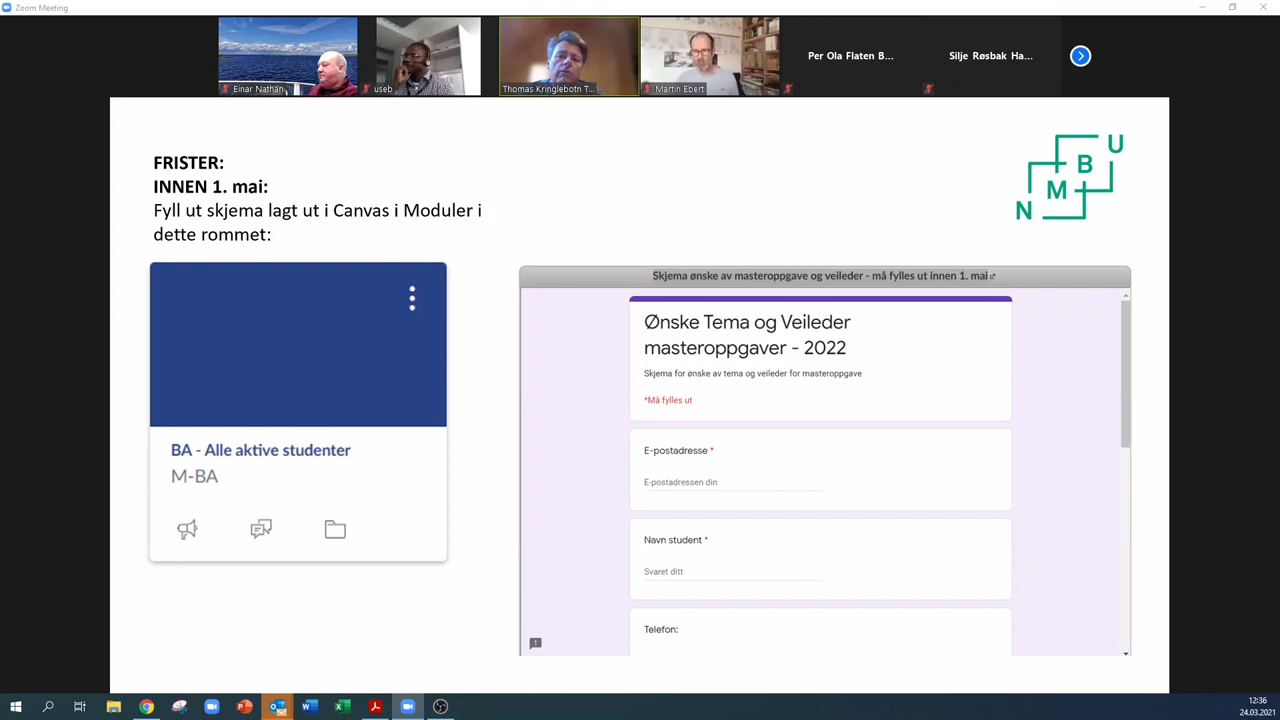 Zoom Meeting
Einar Nathan
useb
Thomas Kringlebotn T...
Martin Ebert
Per Ola Flaten B...
Silje Røsbak Ha...
FRISTER:
INNEN 1. mai:
Fyll ut skjema lagt ut i Canvas i Moduler i
dette rommet:
N M B U
BA - Alle aktive studenter
M-BA
Skjema ønske av masteroppgave og veileder - må fylles ut innen 1. mai
Ønske Tema og Veileder
masteroppgaver - 2022
Skjema for ønske av tema og veileder for masteroppgave
*Må fylles ut
E-postadresse *
E-postadressen din
Navn student *
Svaret ditt
Telefon:
12:36
24.03.2021